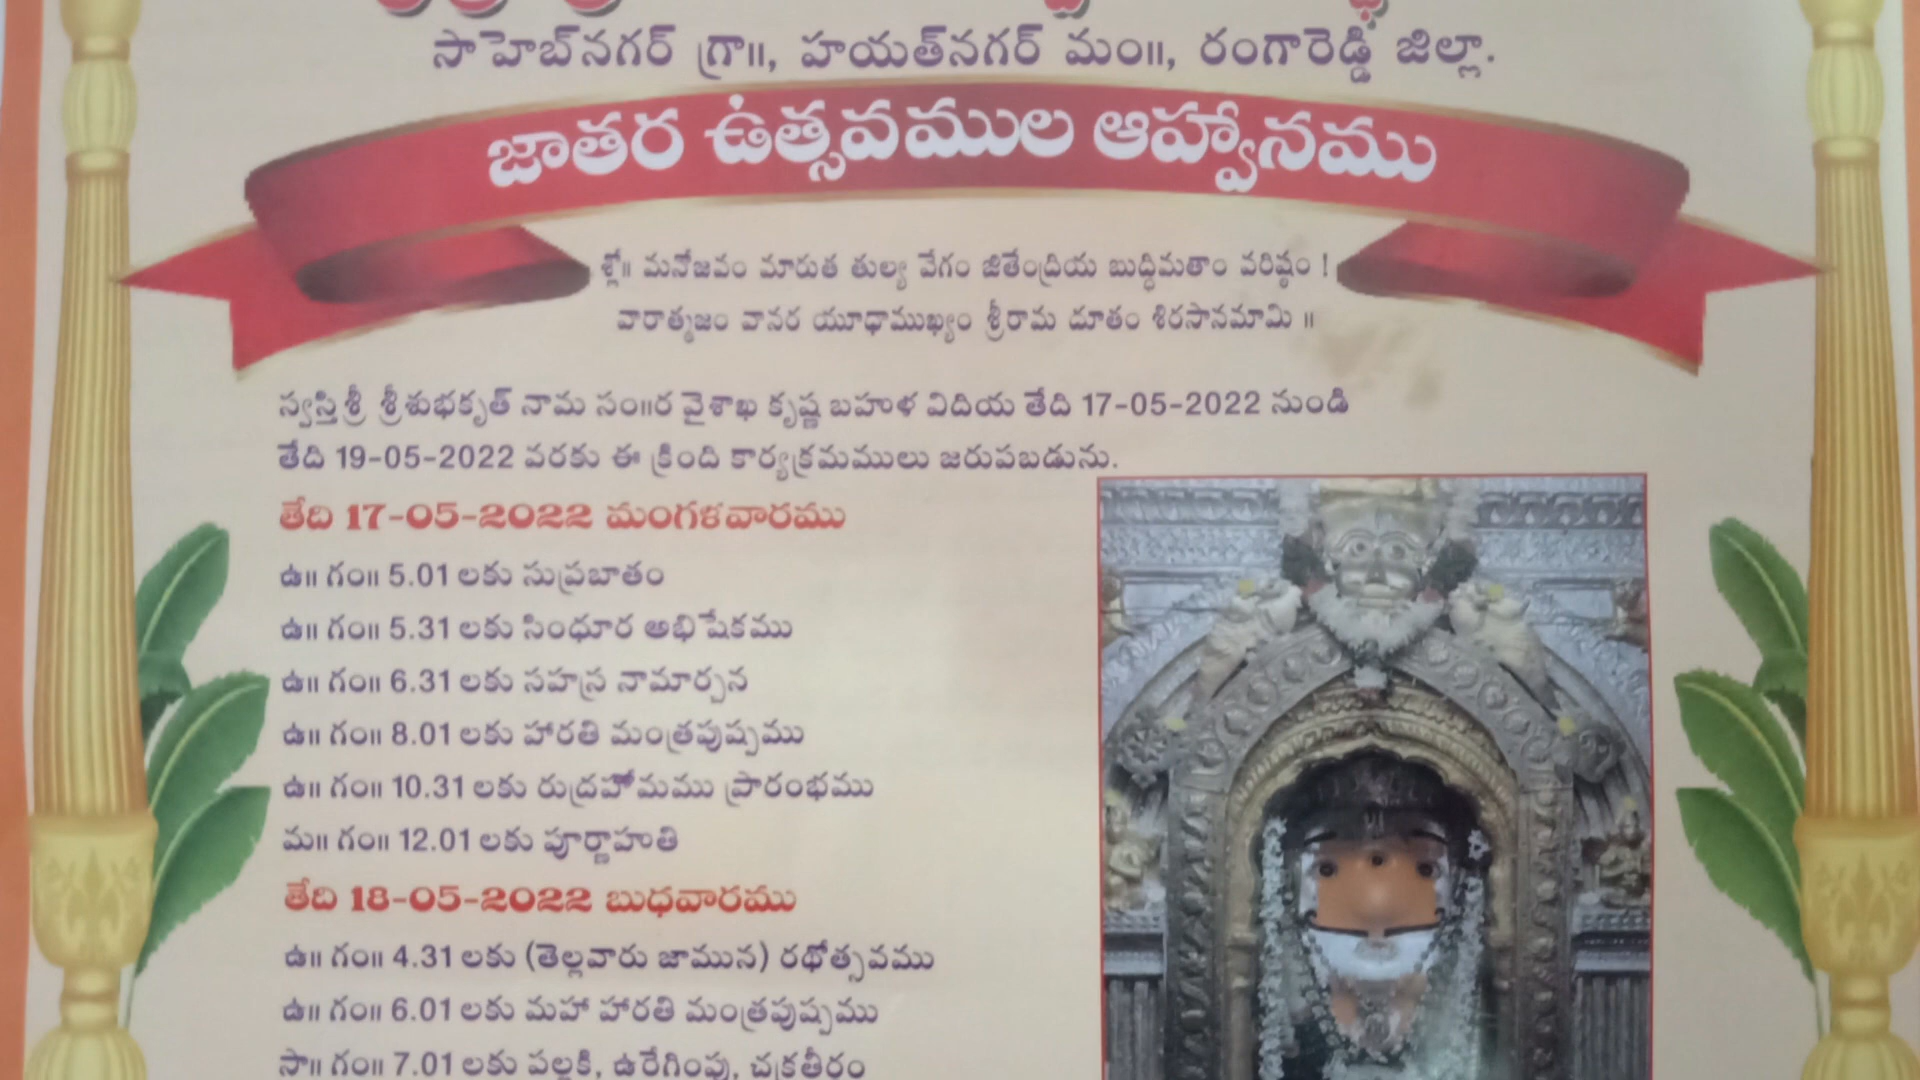 సాహెబ్‌నగర్ గ్రా॥, హయత్‌నగర్ మం॥, రంగారెడ్డి జిల్లా.
జాతర ఉత్సవముల ఆహ్వానము
శ్లో॥ మనోజవం మారుత తుల్య వేగం జితేంద్రియ బుద్ధిమతాం వరిష్ఠం !
వారాత్మజం వానర యూధాముఖ్యం శ్రీరామ దూతం శిరసానమామి ॥
స్వస్తి శ్రీ శ్రీశుభకృత్ నామ సం॥ర వైశాఖ కృష్ణ బహుళ విదియ తేది 17-05-2022 నుండి
తేది 19-05-2022 వరకు ఈ క్రింది కార్యక్రమములు జరుపబడును.
తేది 17-05-2022 మంగళవారము
ఉ॥ గం॥ 5.01 లకు సుప్రబాతం
ఉ॥ గం॥ 5.31 లకు సింధూర అభిషేకము
ఉ॥ గం॥ 6.31 లకు సహస్ర నామార్చన
ఉ॥ గం॥ 8.01 లకు హారతి మంత్రపుష్పము
ఉ॥ గం॥ 10.31 లకు రుద్రహోమము ప్రారంభము
మ॥ గం॥ 12.01 లకు పూర్ణాహతి
తేది 18-05-2022 బుధవారము
ఉ॥ గం॥ 4.31 లకు (తెల్లవారు జామున) రథోత్సవము
ఉ॥ గం॥ 6.01 లకు మహా హారతి మంత్రపుష్పము
సా॥ గం॥ 7.01 లకు పల్లకి, ఉరేగింపు, చక్రతీర్థం